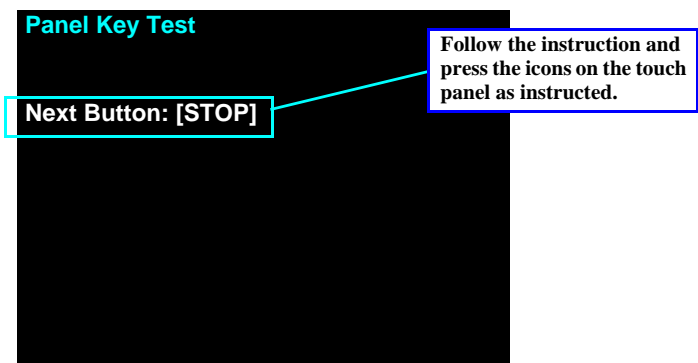 Panel Key Test
Follow the instruction and
press the icons on the touch
panel as instructed.
Next Button: [STOP]